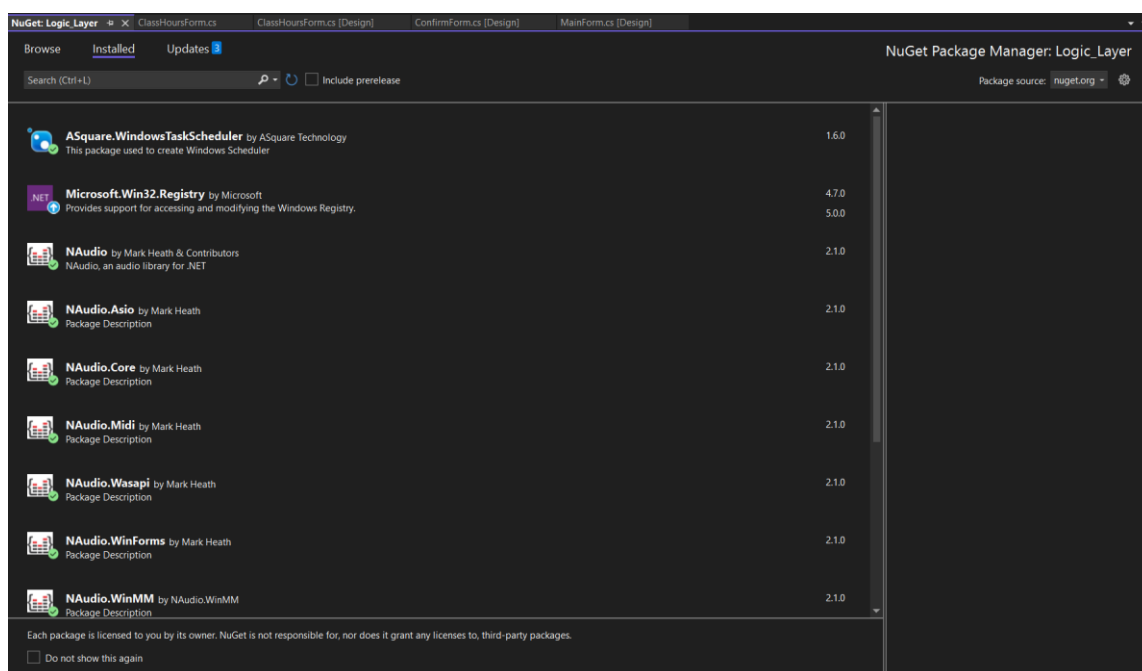 NuGet: Logic_Layer
ClassHoursForm.cs
ClassHoursForm.cs [Design]
ConfirmForm.cs [Design]
MainForm.cs [Design]
Browse
Installed
Updates 3
NuGet Package Manager: Logic_Layer
Search (Ctrl+L)
Include prerelease
Package source: nuget.org
ASquare.WindowsTaskScheduler by ASquare Technology
1.6.0
This package used to create Windows Scheduler
.NET
Microsoft.Win32.Registry by Microsoft
4.7.0
Provides support for accessing and modifying the Windows Registry.
5.0.0
NAudio by Mark Heath & Contributors
2.1.0
NAudio, an audio library for .NET
NAudio.Asio by Mark Heath
2.1.0
Package Description
NAudio.Core by Mark Heath
2.1.0
Package Description
NAudio.Midi by Mark Heath
2.1.0
Package Description
NAudio.Wasapi by Mark Heath
2.1.0
Package Description
NAudio.WinForms by Mark Heath
2.1.0
Package Description
NAudio.WinMM by NAudio.WinMM
2.1.0
Package Description
Each package is licensed to you by its owner. NuGet is not responsible for, nor does it grant any licenses to, third-party packages.
Do not show this again